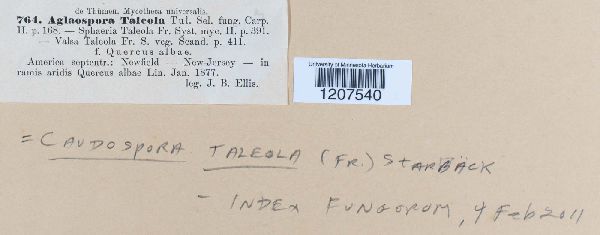 de Thümen, Mycotheca universalis.
764. Aglaospora Taleola Tul. Sel. fung. Carp.
II. p. 168. — Sphaeria Taleola Fr. Syst. myc. II. p. 391.
— Valsa Taleola Fr. S. veg. Scand. p. 411.
f. Quercus albae.
America septentr.: Newfield — New-Jersey — in
ramis aridis Quercus albae Lin. Jan. 1877.
leg. J. B. Ellis.
University of Minnesota Herbarium
1207540
= CAUDOSPORA TALEOLA (FR.) STARBÄCK
- INDEX FUNGORUM, 4 Feb 2011